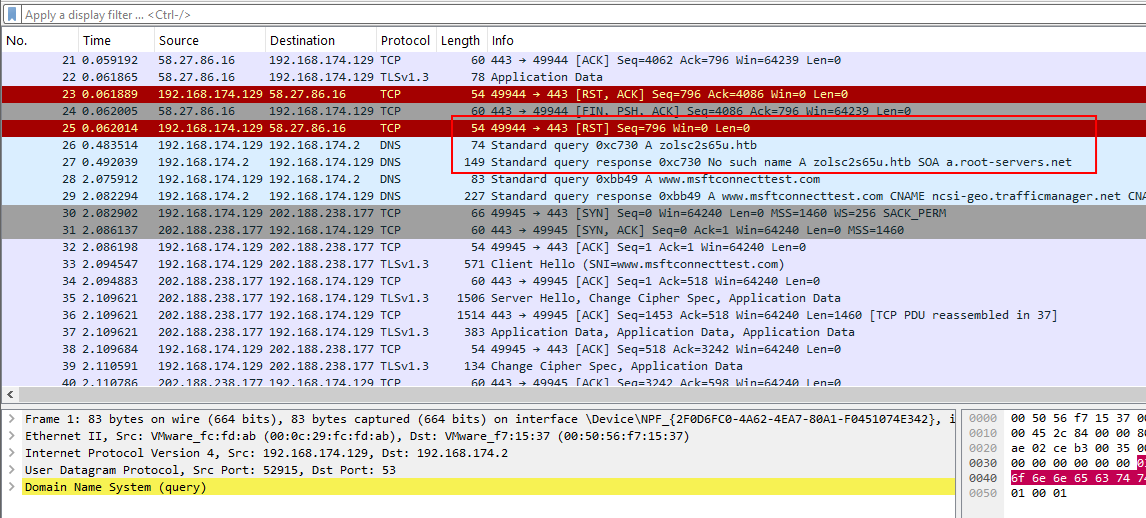 Apply a display filter ... <Ctrl-/>
No. Time Source Destination Protocol Length Info
21 0.059192 58.27.86.16 192.168.174.129 TCP 60 443 → 49944 [ACK] Seq=4062 Ack=796 Win=64239 Len=0
22 0.061865 58.27.86.16 192.168.174.129 TLSv1.3 78 Application Data
23 0.061889 192.168.174.129 58.27.86.16 TCP 54 49944 → 443 [RST, ACK] Seq=796 Ack=4086 Win=0 Len=0
24 0.062005 58.27.86.16 192.168.174.129 TCP 60 443 → 49944 [FIN, PSH, ACK] Seq=4086 Ack=796 Win=64239 Len=0
25 0.062014 192.168.174.129 58.27.86.16 TCP 54 49944 → 443 [RST] Seq=796 Win=0 Len=0
26 0.483514 192.168.174.129 192.168.174.2 DNS 74 Standard query 0xc730 A zolsc2s65u.htb
27 0.492039 192.168.174.2 192.168.174.129 DNS 149 Standard query response 0xc730 No such name A zolsc2s65u.htb SOA a.root-servers.net
28 2.075912 192.168.174.129 192.168.174.2 DNS 83 Standard query 0xbb49 A www.msftconnecttest.com
29 2.082294 192.168.174.2 192.168.174.129 DNS 227 Standard query response 0xbb49 A www.msftconnecttest.com CNAME ncsi-geo.trafficmanager.net CNA
30 2.082902 192.168.174.129 202.188.238.177 TCP 66 49945 → 443 [SYN] Seq=0 Win=64240 Len=0 MSS=1460 WS=256 SACK_PERM
31 2.086137 202.188.238.177 192.168.174.129 TCP 60 443 → 49945 [SYN, ACK] Seq=0 Ack=1 Win=64240 Len=0 MSS=1460
32 2.086198 192.168.174.129 202.188.238.177 TCP 54 49945 → 443 [ACK] Seq=1 Ack=1 Win=64240 Len=0
33 2.094547 192.168.174.129 202.188.238.177 TLSv1.3 571 Client Hello (SNI=www.msftconnecttest.com)
34 2.094883 202.188.238.177 192.168.174.129 TCP 60 443 → 49945 [ACK] Seq=1 Ack=518 Win=64240 Len=0
35 2.109621 202.188.238.177 192.168.174.129 TLSv1.3 1506 Server Hello, Change Cipher Spec, Application Data
36 2.109621 202.188.238.177 192.168.174.129 TCP 1514 443 → 49945 [ACK] Seq=1453 Ack=518 Win=64240 Len=1460 [TCP PDU reassembled in 37]
37 2.109621 202.188.238.177 192.168.174.129 TLSv1.3 383 Application Data, Application Data, Application Data
38 2.109684 192.168.174.129 202.188.238.177 TCP 54 49945 → 443 [ACK] Seq=518 Ack=3242 Win=64240 Len=0
39 2.110591 192.168.174.129 202.188.238.177 TLSv1.3 134 Change Cipher Spec, Application Data
40 2.110786 202.188.238.177 192.168.174.129 TCP 60 443 → 49945 [ACK] Seq=3242 Ack=598 Win=64240 Len=0
Frame 1: 83 bytes on wire (664 bits), 83 bytes captured (664 bits) on interface \Device\NPF_{2F0D6FC0-4A62-4EA7-80A1-F0451074E342}, i
Ethernet II, Src: VMware_fc:fd:ab (00:0c:29:fc:fd:ab), Dst: VMware_f7:15:37 (00:50:56:f7:15:37)
Internet Protocol Version 4, Src: 192.168.174.129, Dst: 192.168.174.2
User Datagram Protocol, Src Port: 52915, Dst Port: 53
Domain Name System (query)
0000 00 50 56 f7 15 37 00
0010 00 45 2c 84 00 00 80
0020 ae 02 ce b3 00 35 00
0030 00 00 00 00 00 00
0040 6f 6e 6e 65 63 74 74
0050 01 00 01